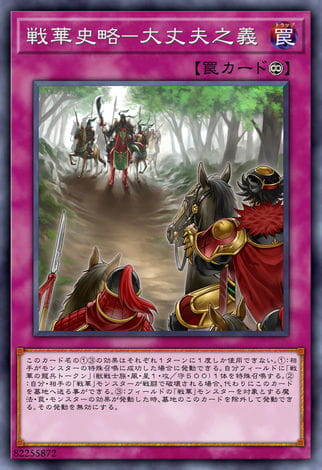 戦華史略－大丈夫之義
トラップ
罠
【罠カード】
このカード名の①③の効果はそれぞれ1ターンに1度しか使用できない。①:相
手がモンスターの特殊召喚に成功した場合に発動できる。自分フィールドに「戦
華の龍兵トークン」(獣戦士族・風・星1・攻/守500)1体を特殊召喚する。②
:自分・相手の「戦華」モンスターが戦闘で破壊される場合、代わりにこのカード
を墓地へ送る事ができる。③:フィールドの「戦華」モンスターを対象とする魔
法・罠・モンスターの効果が発動した時、墓地のこのカードを除外して発動でき
る。その発動を無効にする。
82255872